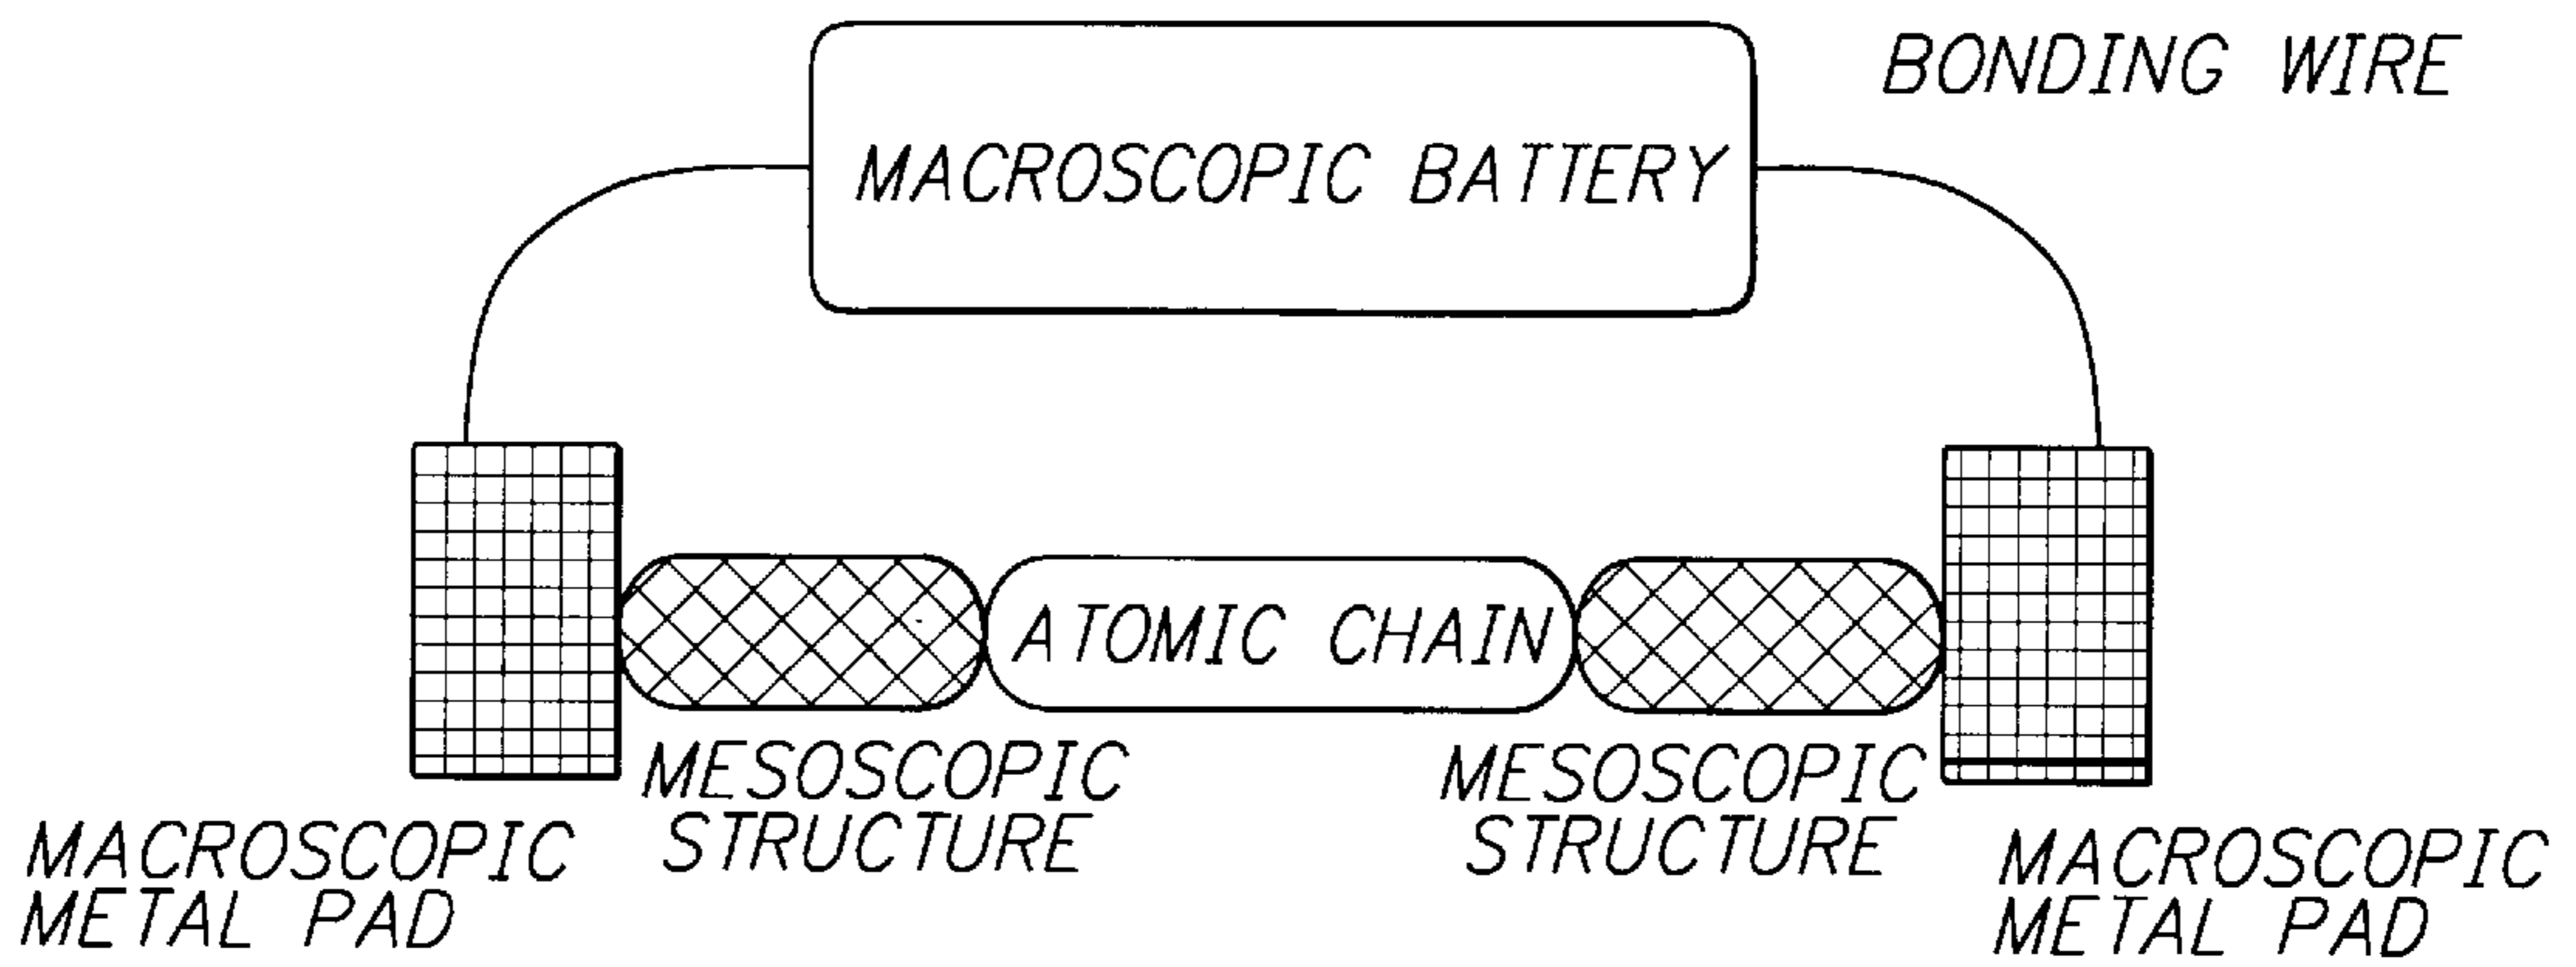 BONDING WIRE
MACROSCOPIC BATTERY
ATOMIC CHAIN
MESOSCOPIC
STRUCTURE
MESOSCOPIC
STRUCTURE
MACROSCOPIC
METAL PAD
MACROSCOPIC
METAL PAD